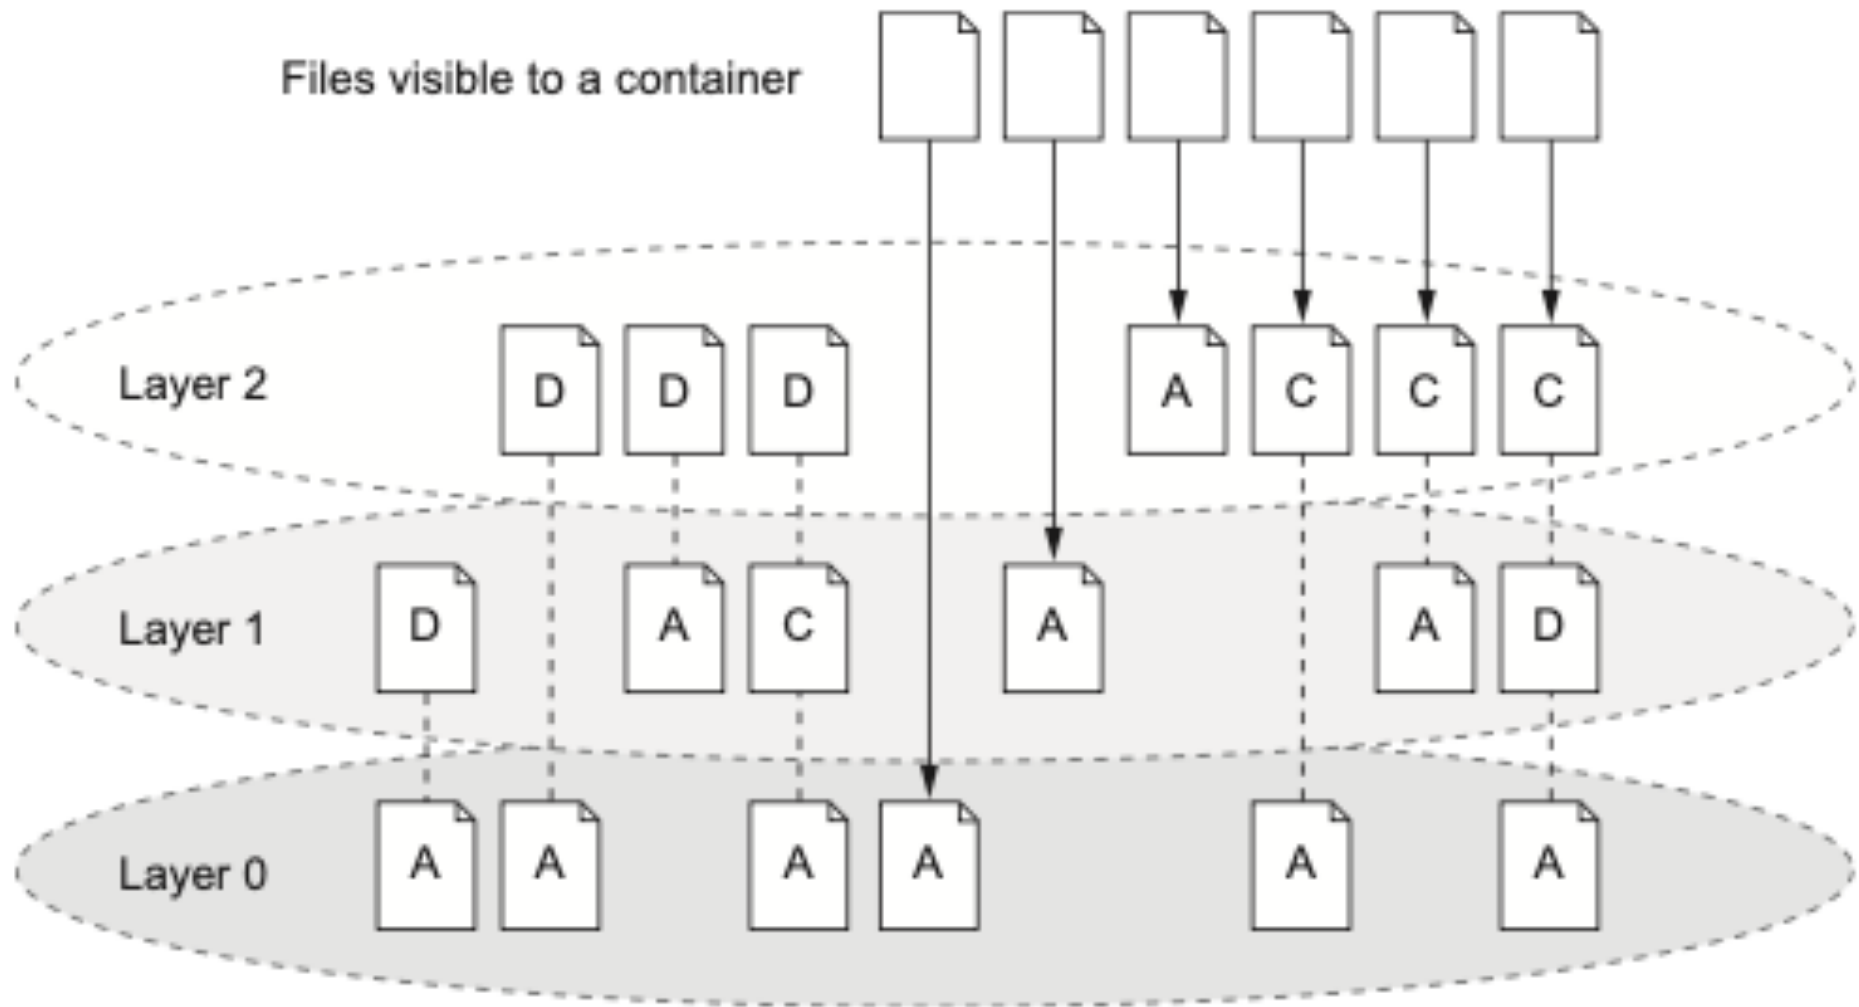 Files visible to a container
Layer 2 D D D A C C C
Layer 1 D A C A A D
Layer 0 A A A A A A